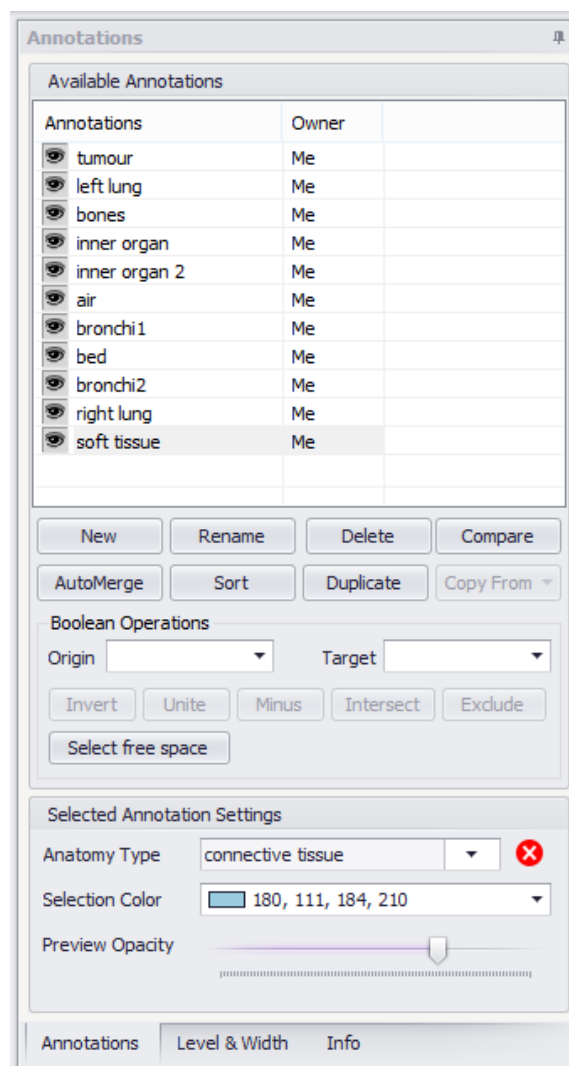 Annotations
Available Annotations
Annotations Owner
tumour Me
left lung Me
bones Me
inner organ Me
inner organ 2 Me
air Me
bronchi1 Me
bed Me
bronchi2 Me
right lung Me
soft tissue Me
New Rename Delete Compare
AutoMerge Sort Duplicate Copy From
Boolean Operations
Origin Target
Invert Unite Minus Intersect Exclude
Select free space
Selected Annotation Settings
Anatomy Type connective tissue
Selection Color 180, 111, 184, 210
Preview Opacity
Annotations Level & Width Info